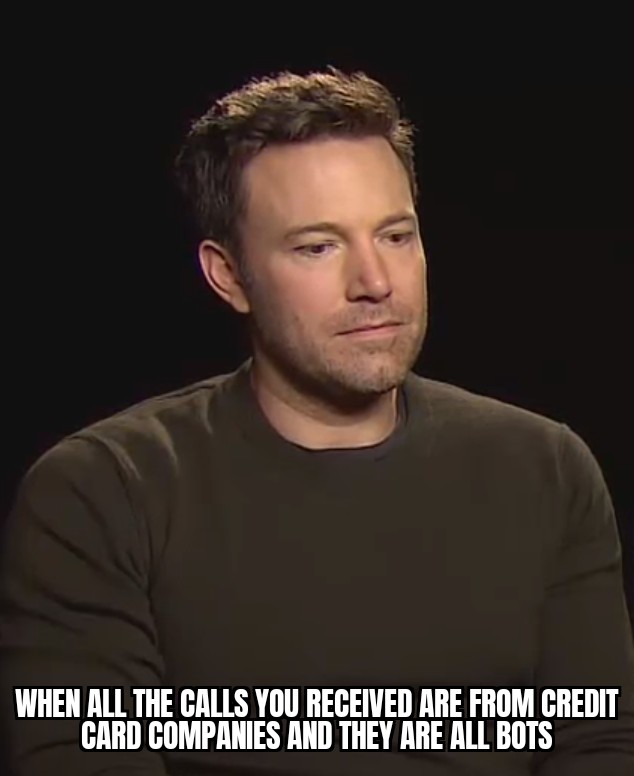 WHEN ALL THE CALLS YOU RECEIVED ARE FROM CREDIT
CARD COMPANIES AND THEY ARE ALL BOTS